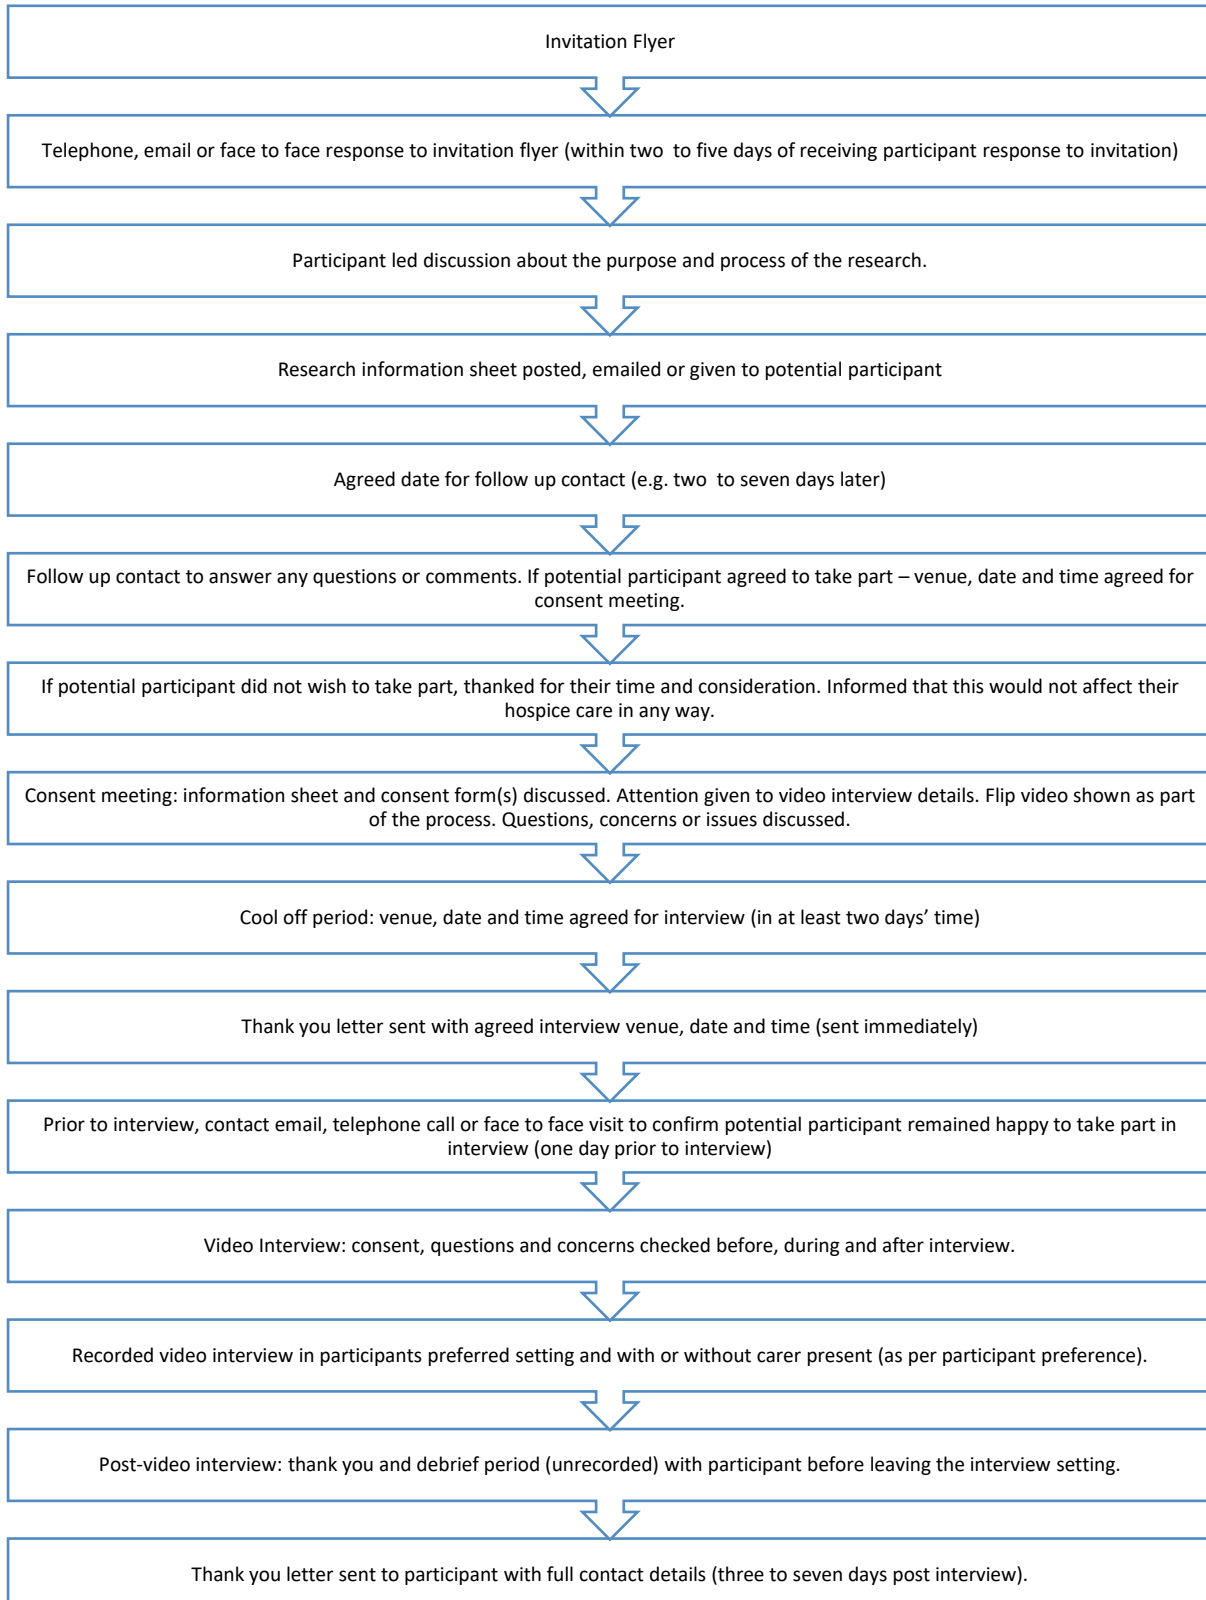 Invitation Flyer
Telephone, email or face to face response to invitation flyer (within two  to five days of receiving participant response to invitation)
Participant led discussion about the purpose and process of the research.
Research information sheet posted, emailed or given to potential participant
Agreed date for follow up contact (e.g. two  to seven days later)
Follow up contact to answer any questions or comments. If potential participant agreed to take part – venue, date and time agreed for
consent meeting.
If potential participant did not wish to take part, thanked for their time and consideration. Informed that this would not affect their
hospice care in any way.
Consent meeting: information sheet and consent form(s) discussed. Attention given to video interview details. Flip video shown as part
of the process. Questions, concerns or issues discussed.
Cool off period: venue, date and time agreed for interview (in at least two days’ time)
Thank you letter sent with agreed interview venue, date and time (sent immediately)
Prior to interview, contact email, telephone call or face to face visit to confirm potential participant remained happy to take part in
interview (one day prior to interview)
Video Interview: consent, questions and concerns checked before, during and after interview.
Recorded video interview in participants preferred setting and with or without carer present (as per participant preference).
Post-video interview: thank you and debrief period (unrecorded) with participant before leaving the interview setting.
Thank you letter sent to participant with full contact details (three to seven days post interview).